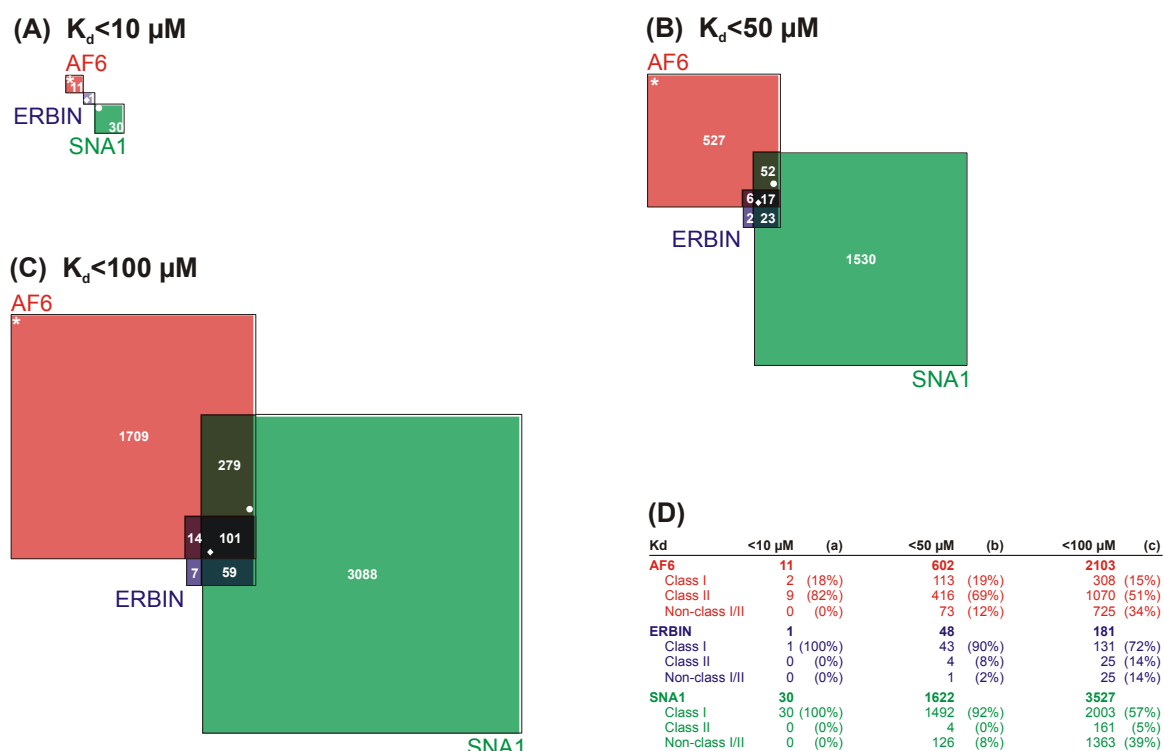 (A) Kd<10 µM
AF6
*
11
ERBIN
30
SNA1
(B) Kd<50 µM
AF6
*
527
52
6 17
2 23
ERBIN
1530
SNA1
(C) Kd<100 µM
AF6
*
1709
279
14 101
7 59
3088
ERBIN
SNA1
(D)
Kd <10 µM (a) <50 µM (b) <100 µM (c)
AF6 11 602 2103
Class I 2 (18%) 113 (19%) 308 (15%)
Class II 9 (82%) 416 (69%) 1070 (51%)
Non-class I/II 0 (0%) 73 (12%) 725 (34%)
ERBIN 1 48 181
Class I 1 (100%) 43 (90%) 131 (72%)
Class II 0 (0%) 4 (8%) 25 (14%)
Non-class I/II 0 (0%) 1 (2%) 25 (14%)
SNA1 30 1622 3527
Class I 30 (100%) 1492 (92%) 2003 (57%)
Class II 0 (0%) 4 (0%) 161 (5%)
Non-class I/II 0 (0%) 126 (8%) 1363 (39%)